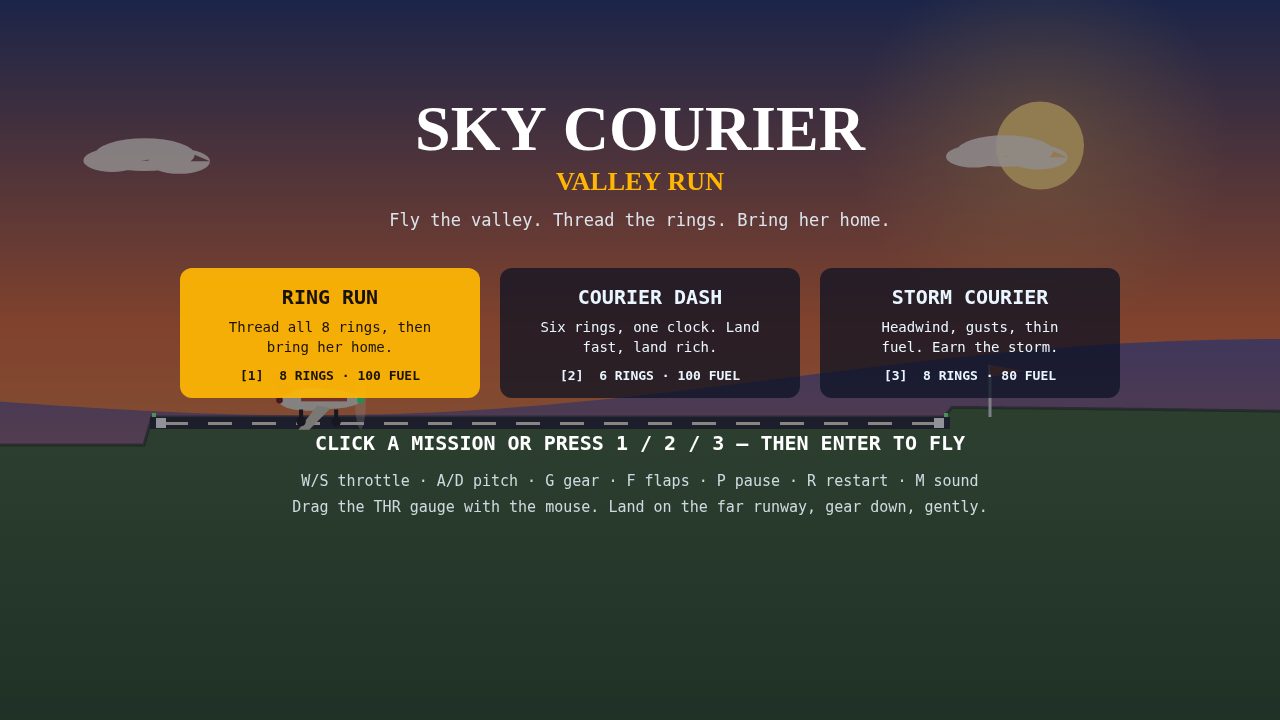 SKY COURIER
VALLEY RUN
Fly the valley. Thread the rings. Bring her home.
RING RUN
Thread all 8 rings, then
bring her home.
[1]  8 RINGS · 100 FUEL
COURIER DASH
Six rings, one clock. Land
fast, land rich.
[2]  6 RINGS · 100 FUEL
STORM COURIER
Headwind, gusts, thin
fuel. Earn the storm.
[3]  8 RINGS · 80 FUEL
CLICK A MISSION OR PRESS 1 / 2 / 3 — THEN ENTER TO FLY
W/S throttle · A/D pitch · G gear · F flaps · P pause · R restart · M sound
Drag the THR gauge with the mouse. Land on the far runway, gear down, gently.